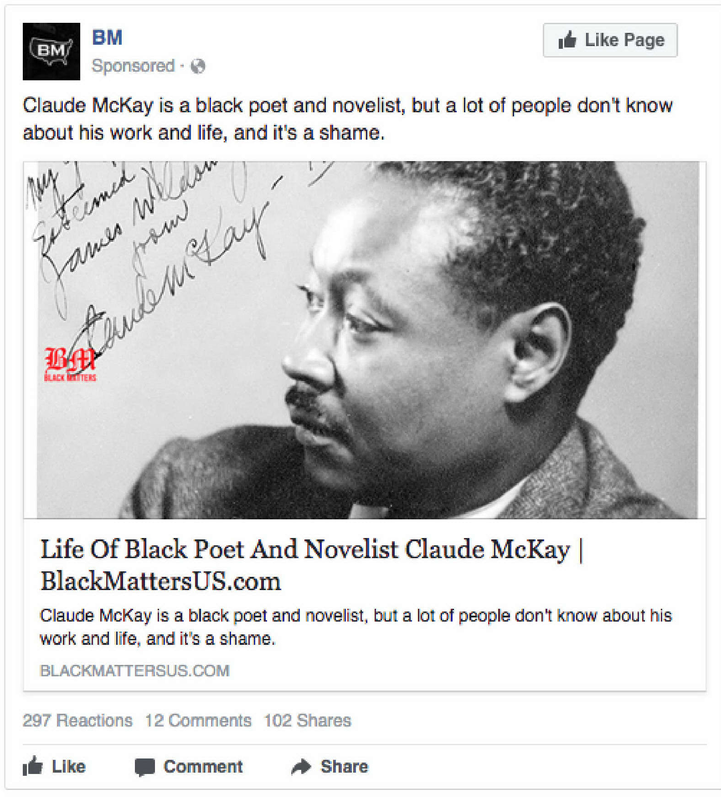 BM
BM
Like Page
Sponsored ·
Claude McKay is a black poet and novelist, but a lot of people don't know
about his work and life, and it's a shame.
my
Esteemed
James Weldon
from
Claude McKay
BM
BLACK MATTERS
Life Of Black Poet And Novelist Claude McKay |
BlackMattersUS.com
Claude McKay is a black poet and novelist, but a lot of people don't know about his
work and life, and it's a shame.
BLACKMATTERSUS.COM
297 Reactions 12 Comments 102 Shares
Like Comment Share